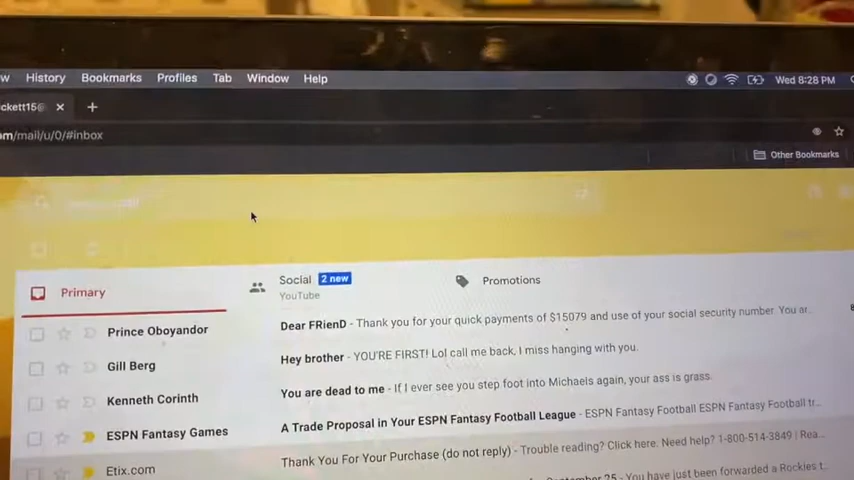 History Bookmarks Profiles Tab Window Help Wed 8:28 PM
ckett15@
/mail/u/0/#inbox
Other Bookmarks
Primary
Social 2 new
YouTube
Promotions
Prince Oboyandor Dear FRienD - Thank you for your quick payments of $15079 and use of your social security number You ar...
Gill Berg Hey brother - YOU'RE FIRST! Lol call me back, I miss hanging with you.
Kenneth Corinth You are dead to me - If I ever see you step foot into Michaels again, your ass is grass.
ESPN Fantasy Games A Trade Proposal in Your ESPN Fantasy Football League - ESPN Fantasy Football ESPN Fantasy Football tr...
Etix.com Thank You For Your Purchase (do not reply) - Trouble reading? Click here. Need help? 1-800-514-3849 | Rea...
September 25 - You have just been forwarded a Rockies t...